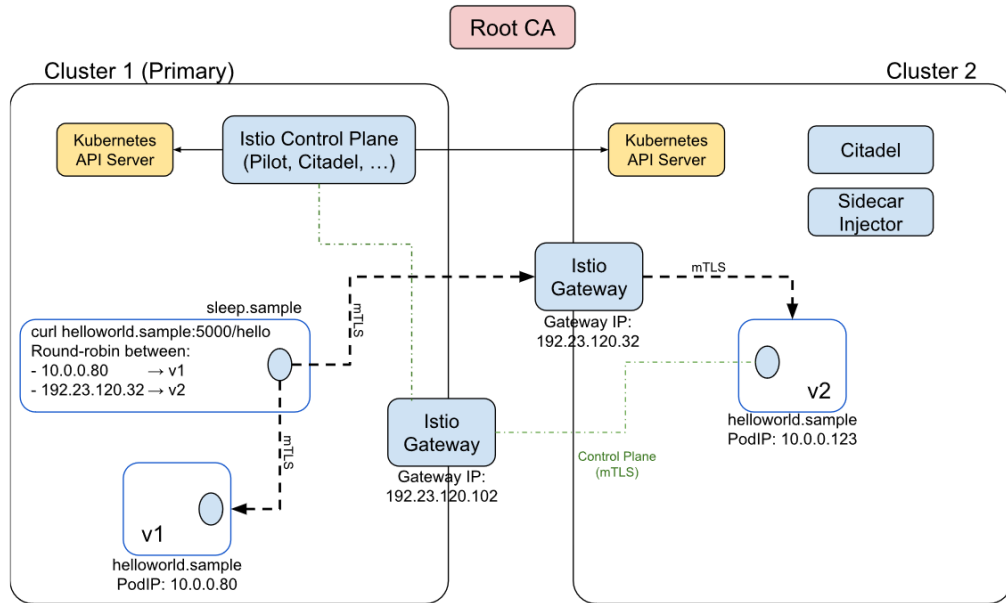 Root CA
Cluster 1 (Primary)
Cluster 2
Kubernetes
API Server
Istio Control Plane
(Pilot, Citadel, …)
Kubernetes
API Server
Citadel
Sidecar
Injector
Istio
Gateway
Gateway IP:
192.23.120.32
mTLS
mTLS
sleep.sample
curl helloworld.sample:5000/hello
Round-robin between:
- 10.0.0.80 → v1
- 192.23.120.32 → v2
mTLS
v2
helloworld.sample
PodIP: 10.0.0.123
Istio
Gateway
Gateway IP:
192.23.120.102
Control Plane
(mTLS)
v1
helloworld.sample
PodIP: 10.0.0.80